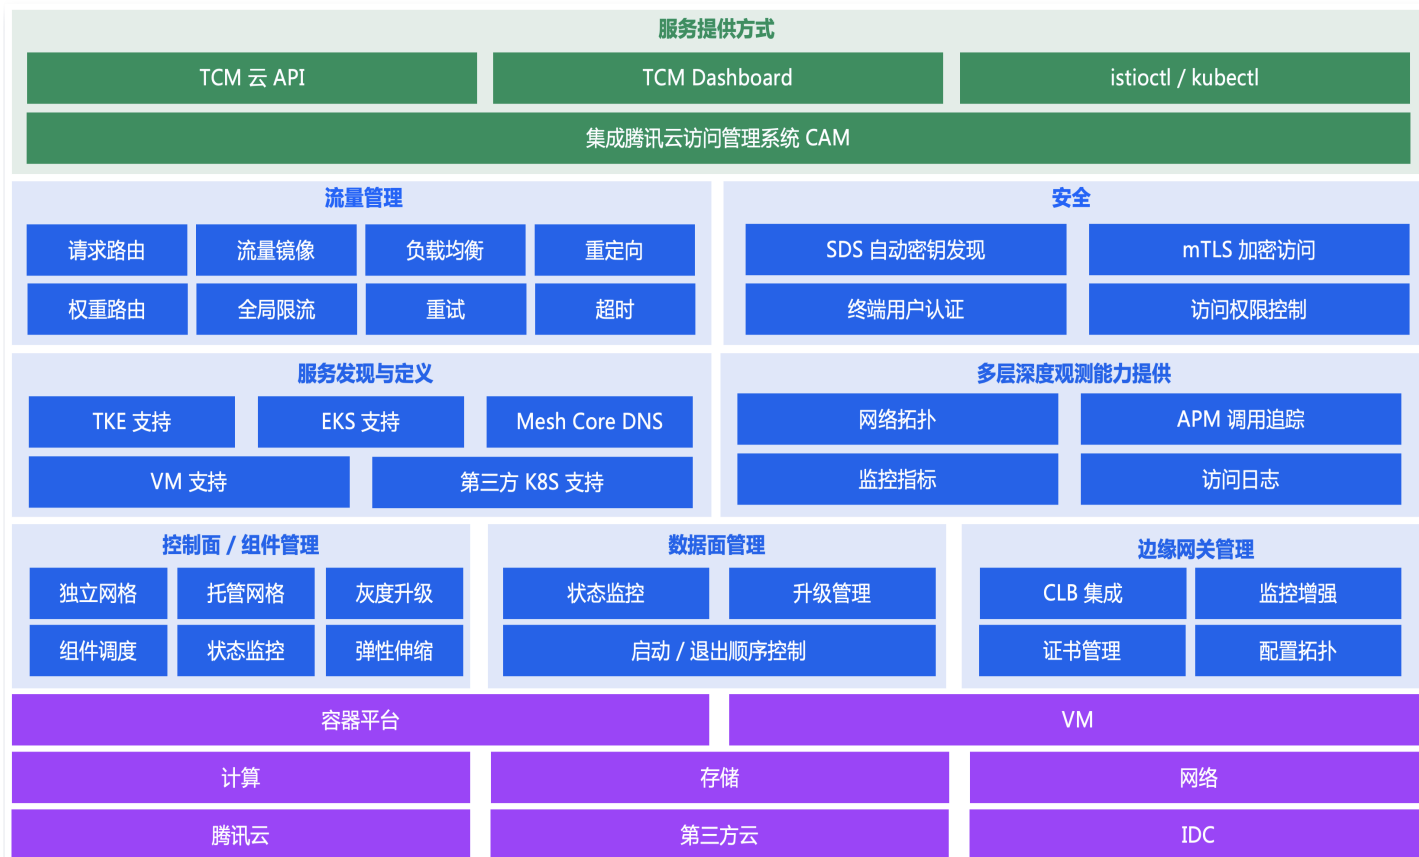 服务提供方式
TCM 云 API
TCM Dashboard
istioctl / kubectl
集成腾讯云访问管理系统 CAM
流量管理
请求路由
流量镜像
负载均衡
重定向
权重路由
全局限流
重试
超时
安全
SDS 自动密钥发现
mTLS 加密访问
终端用户认证
访问权限控制
服务发现与定义
TKE 支持
EKS 支持
Mesh Core DNS
VM 支持
第三方 K8S 支持
多层深度观测能力提供
网络拓扑
APM 调用追踪
监控指标
访问日志
控制面 / 组件管理
独立网格
托管网格
灰度升级
组件调度
状态监控
弹性伸缩
数据面管理
状态监控
升级管理
启动 / 退出顺序控制
边缘网关管理
CLB 集成
监控增强
证书管理
配置拓扑
容器平台
VM
计算
存储
网络
腾讯云
第三方云
IDC